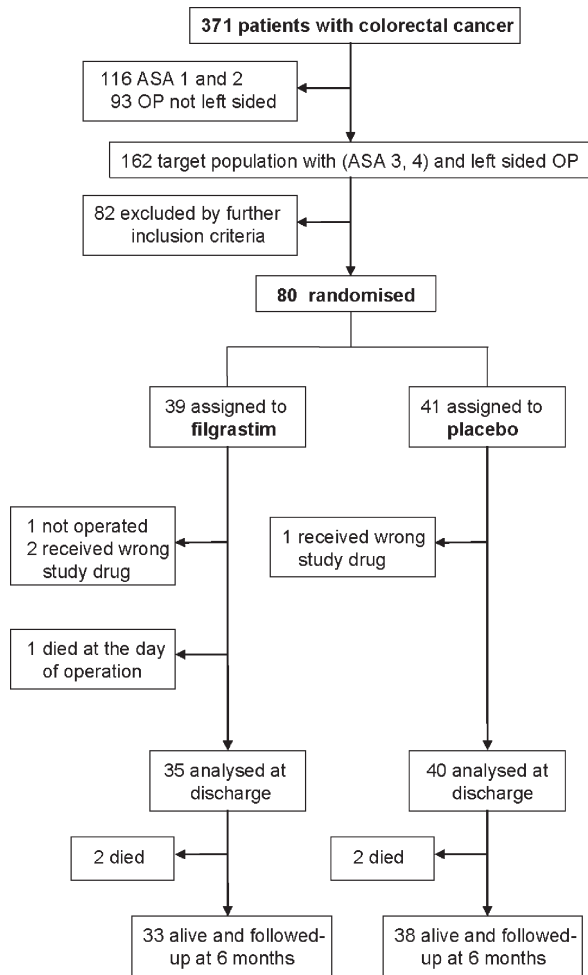 371 patients with colorectal cancer
116 ASA 1 and 2
93 OP not left sided
162 target population with (ASA 3, 4) and left sided OP
82 excluded by further
inclusion criteria
80 randomised
39 assigned to
filgrastim
41 assigned to
placebo
1 not operated
2 received wrong
study drug
1 received wrong
study drug
1 died at the day
of operation
35 analysed at
discharge
40 analysed at
discharge
2 died
2 died
33 alive and followed-
up at 6 months
38 alive and followed-
up at 6 months